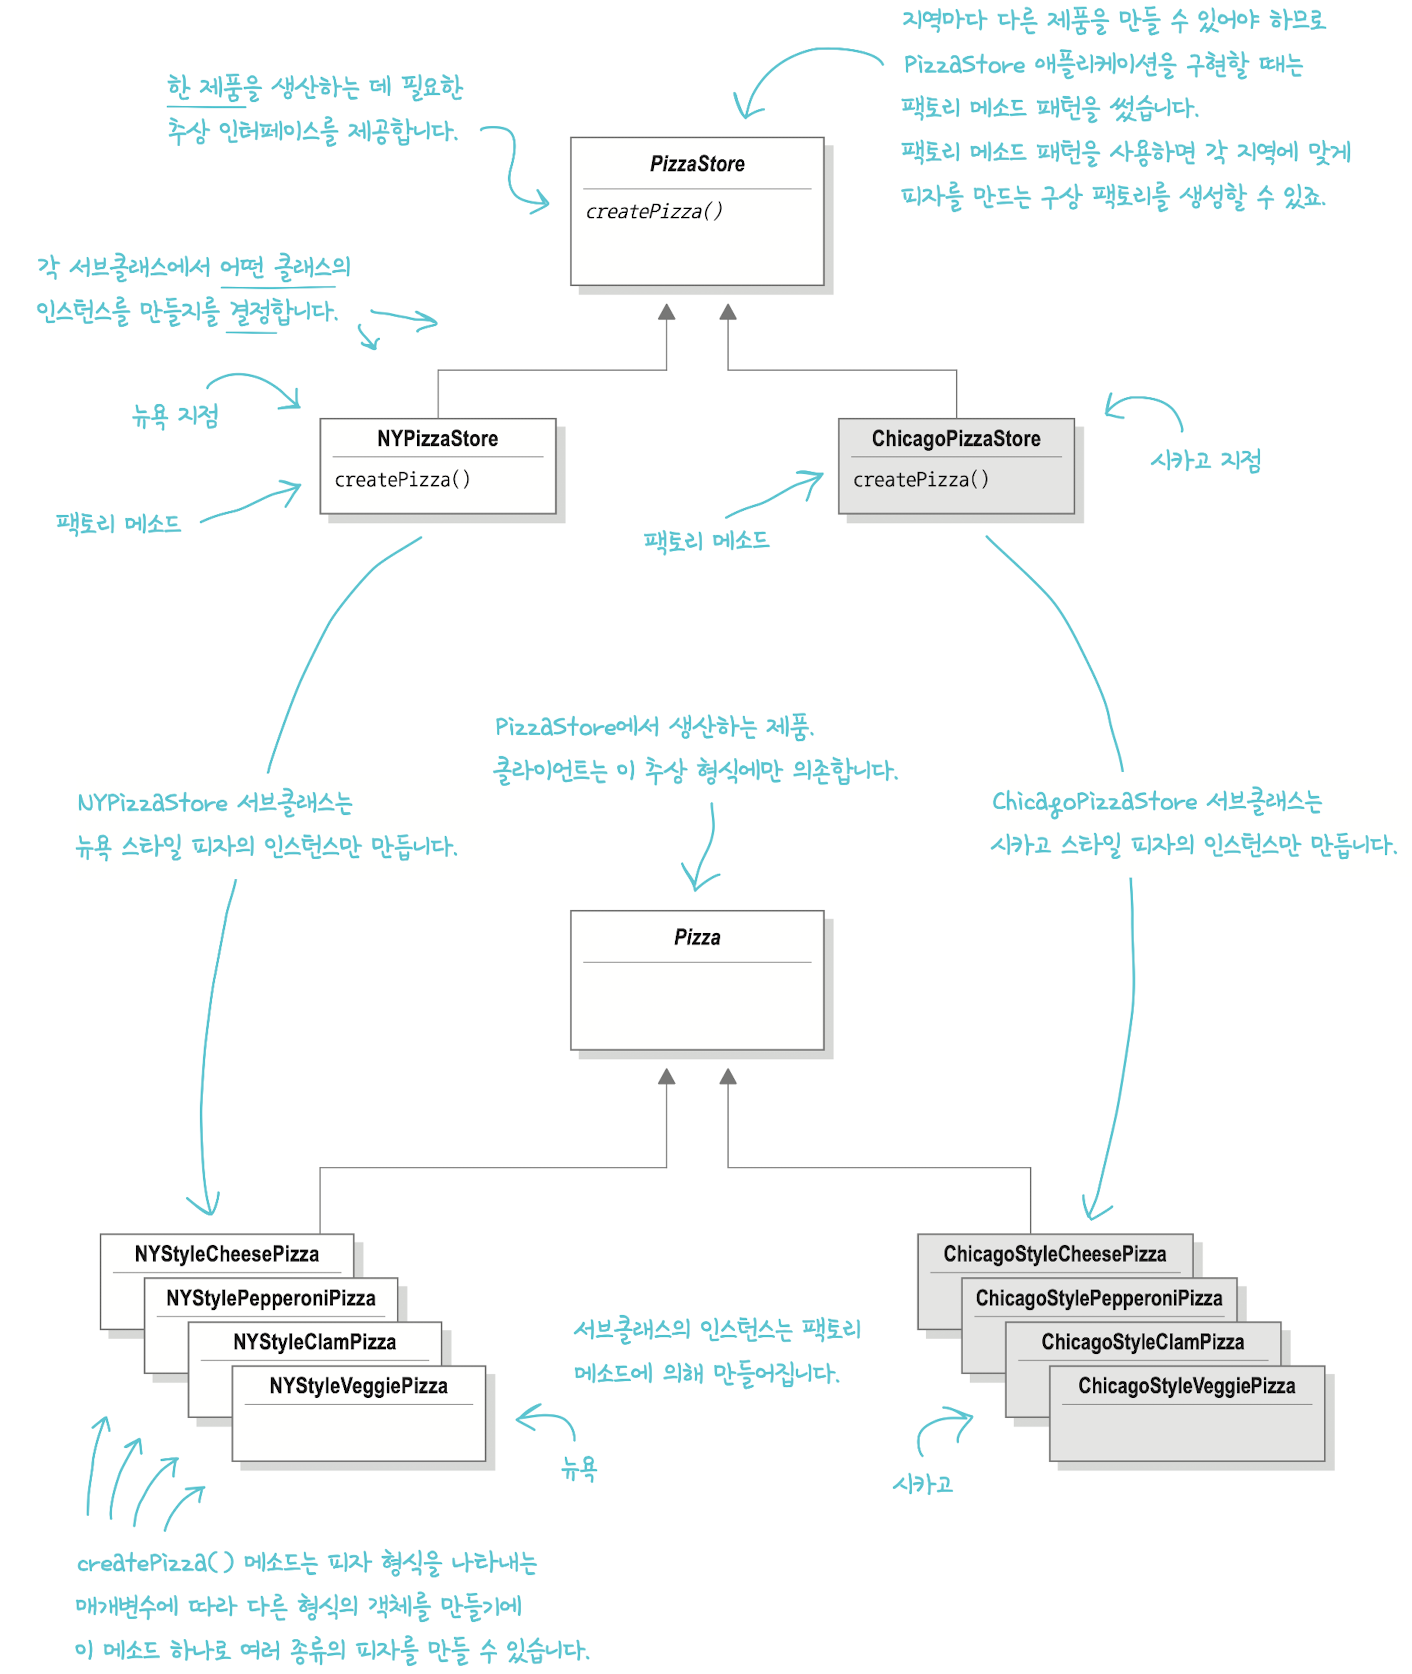 지역마다 다른 제품을 만들 수 있어야 하므로
PizzaStore 애플리케이션을 구현할 때는
팩토리 메소드 패턴을 썼습니다.
팩토리 메소드 패턴을 사용하면 각 지역에 맞게
피자를 만드는 구상 팩토리를 생성할 수 있죠.
한 제품을 생산하는 데 필요한
추상 인터페이스를 제공합니다.
PizzaStore
createPizza()
각 서브클래스에서 어떤 클래스의
인스턴스를 만들지를 결정합니다.
뉴욕 지점
NYPizzaStore
createPizza()
팩토리 메소드
ChicagoPizzaStore
createPizza()
시카고 지점
팩토리 메소드
PizzaStore에서 생산하는 제품.
클라이언트는 이 추상 형식에만 의존합니다.
NYPizzaStore 서브클래스는
뉴욕 스타일 피자의 인스턴스만 만듭니다.
ChicagoPizzaStore 서브클래스는
시카고 스타일 피자의 인스턴스만 만듭니다.
Pizza
NYStyleCheesePizza
NYStylePepperoniPizza
NYStyleClamPizza
NYStyleVeggiePizza
서브클래스의 인스턴스는 팩토리
메소드에 의해 만들어집니다.
뉴욕
ChicagoStyleCheesePizza
ChicagoStylePepperoniPizza
ChicagoStyleClamPizza
ChicagoStyleVeggiePizza
시카고
createPizza() 메소드는 피자 형식을 나타내는
매개변수에 따라 다른 형식의 객체를 만들기에
이 메소드 하나로 여러 종류의 피자를 만들 수 있습니다.